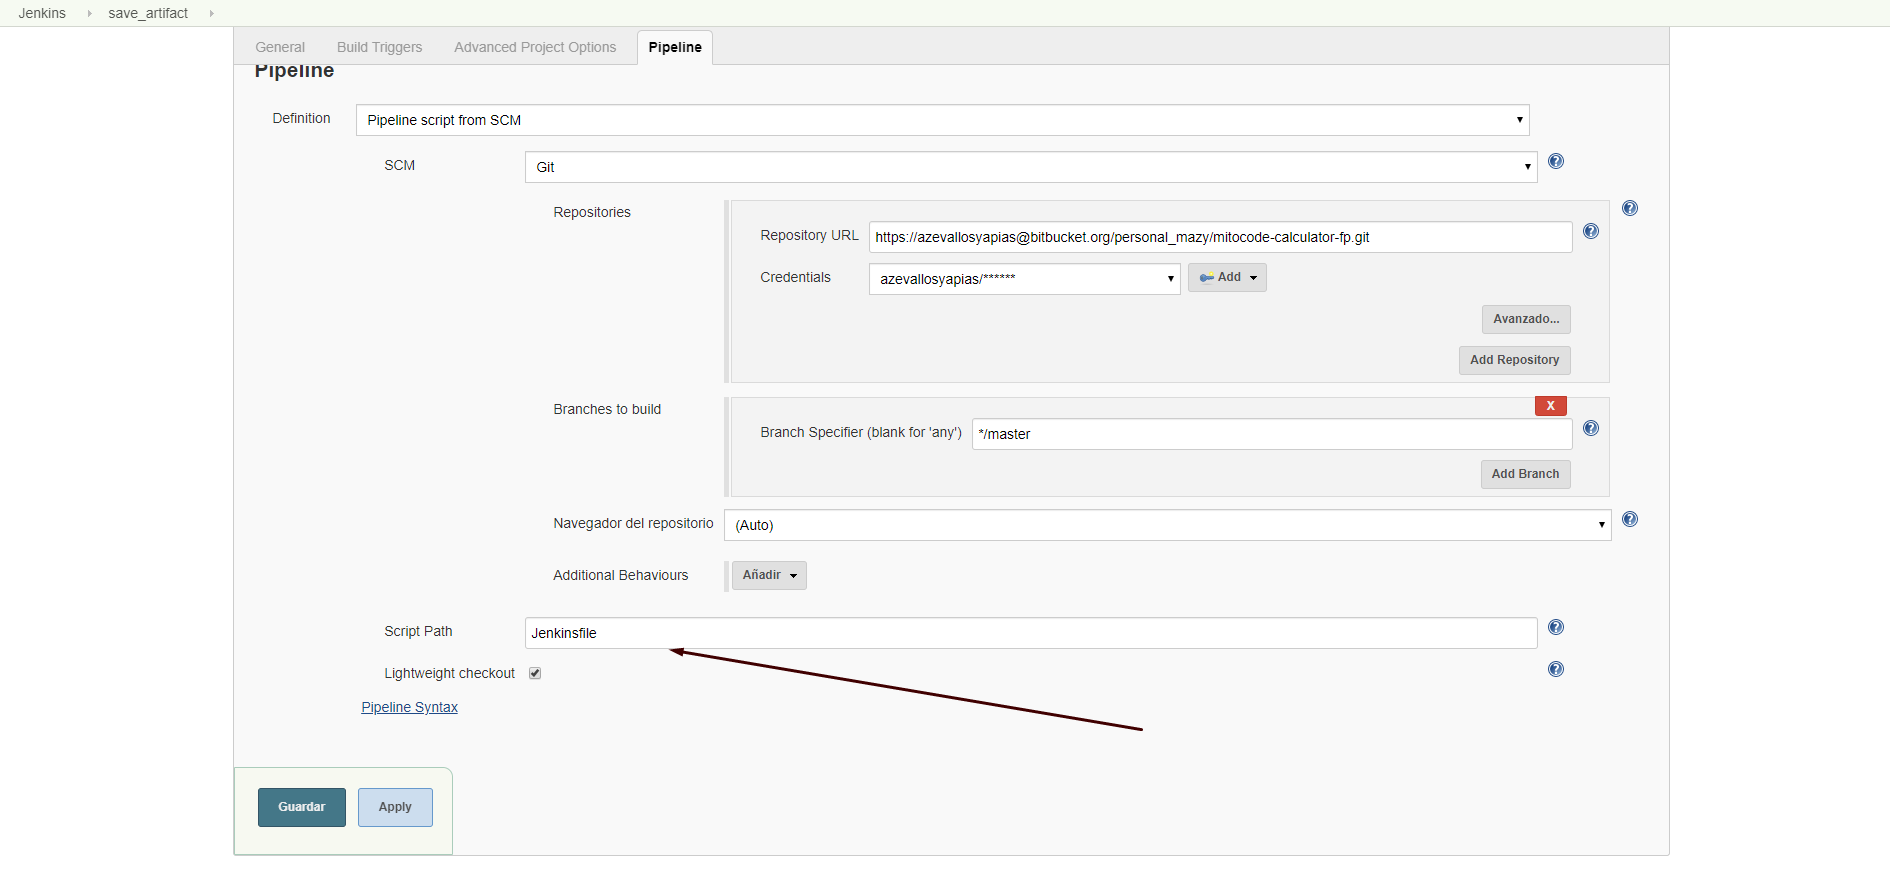 Jenkins save_artifact
General Build Triggers Advanced Project Options Pipeline
Pipeline
Definition Pipeline script from SCM
SCM Git
Repositories
Repository URL https://azevallosyapias@bitbucket.org/personal_mazy/mitocode-calculator-fp.git
Credentials azevallosyapias/****** Add
Avanzado...
Add Repository
Branches to build
X
Branch Specifier (blank for 'any') */master
Add Branch
Navegador del repositorio (Auto)
Additional Behaviours Añadir
Script Path Jenkinsfile
Lightweight checkout
Pipeline Syntax
Guardar Apply